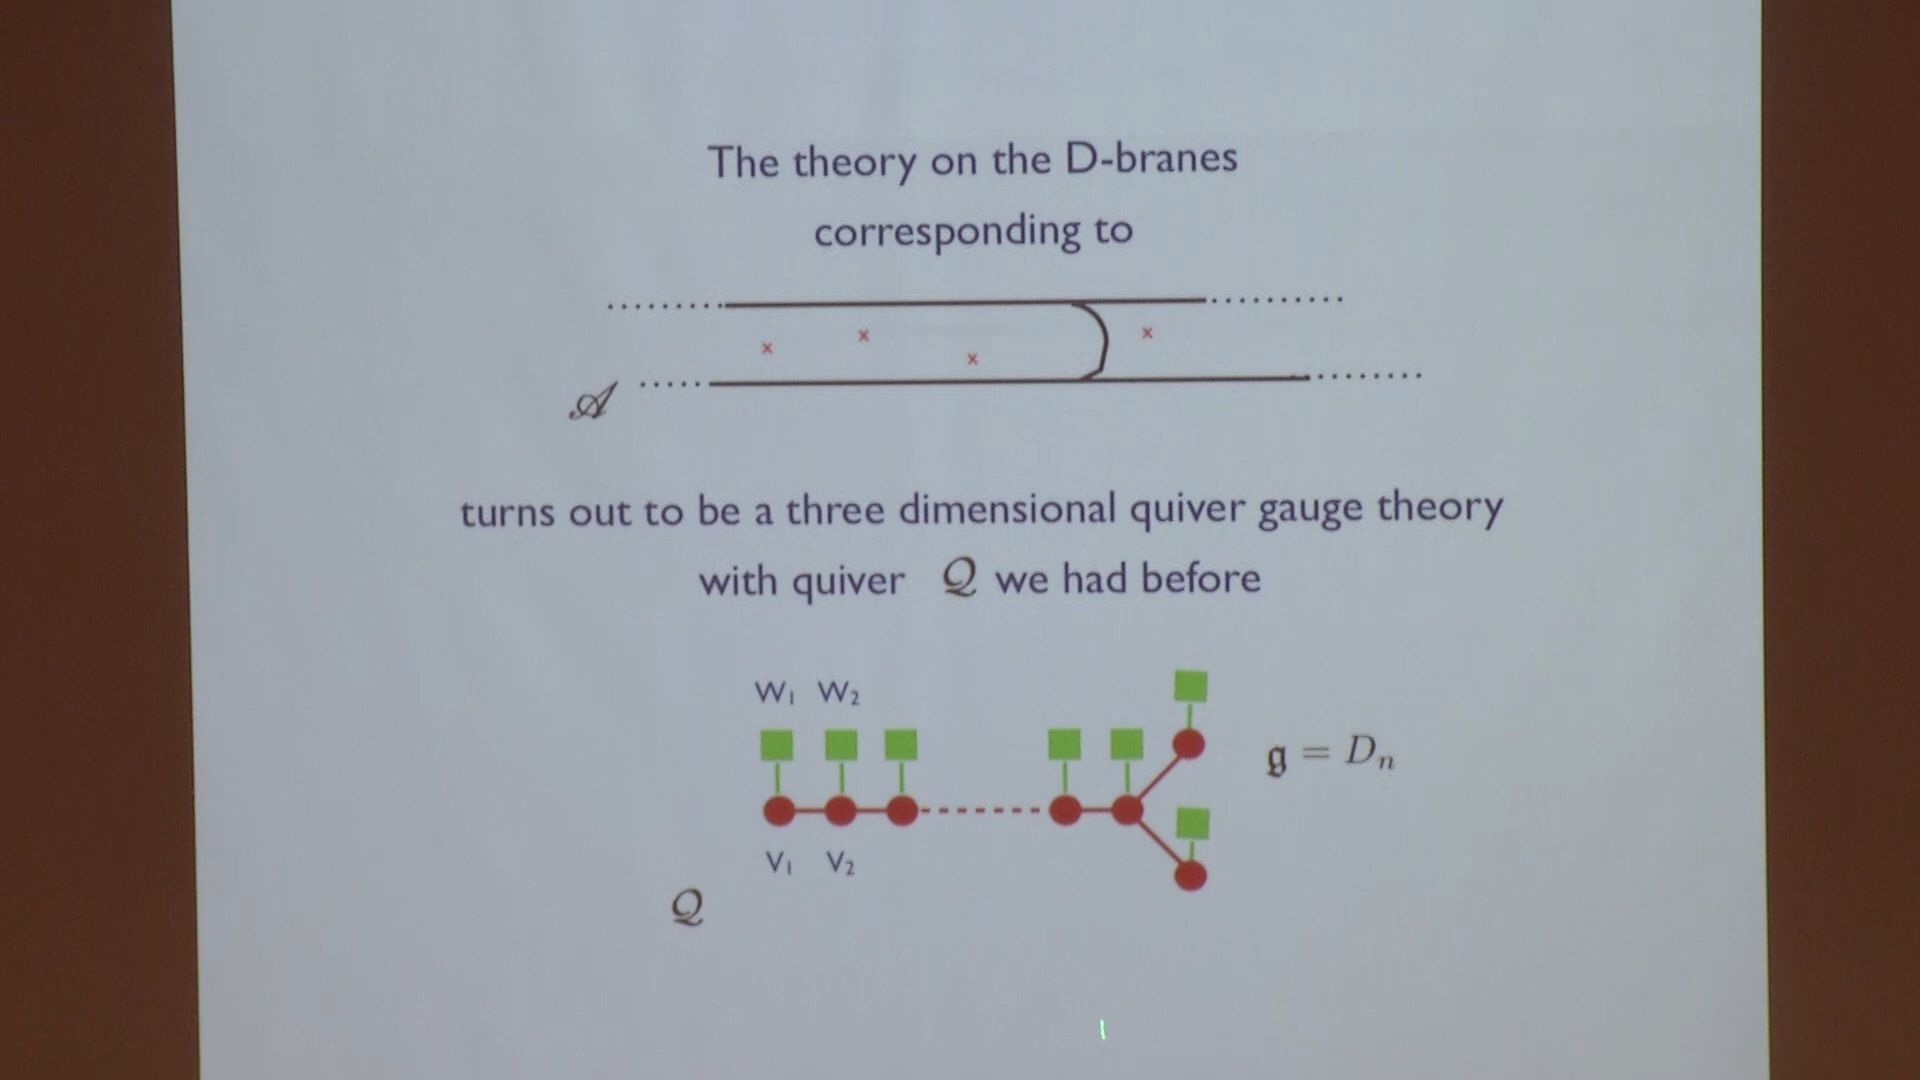 The theory on the D-branes
corresponding to
𝒜
turns out to be a three dimensional quiver gauge theory
with quiver 𝒬 we had before
W₁ W₂
𝔤 = Dₙ
V₁ V₂
𝒬